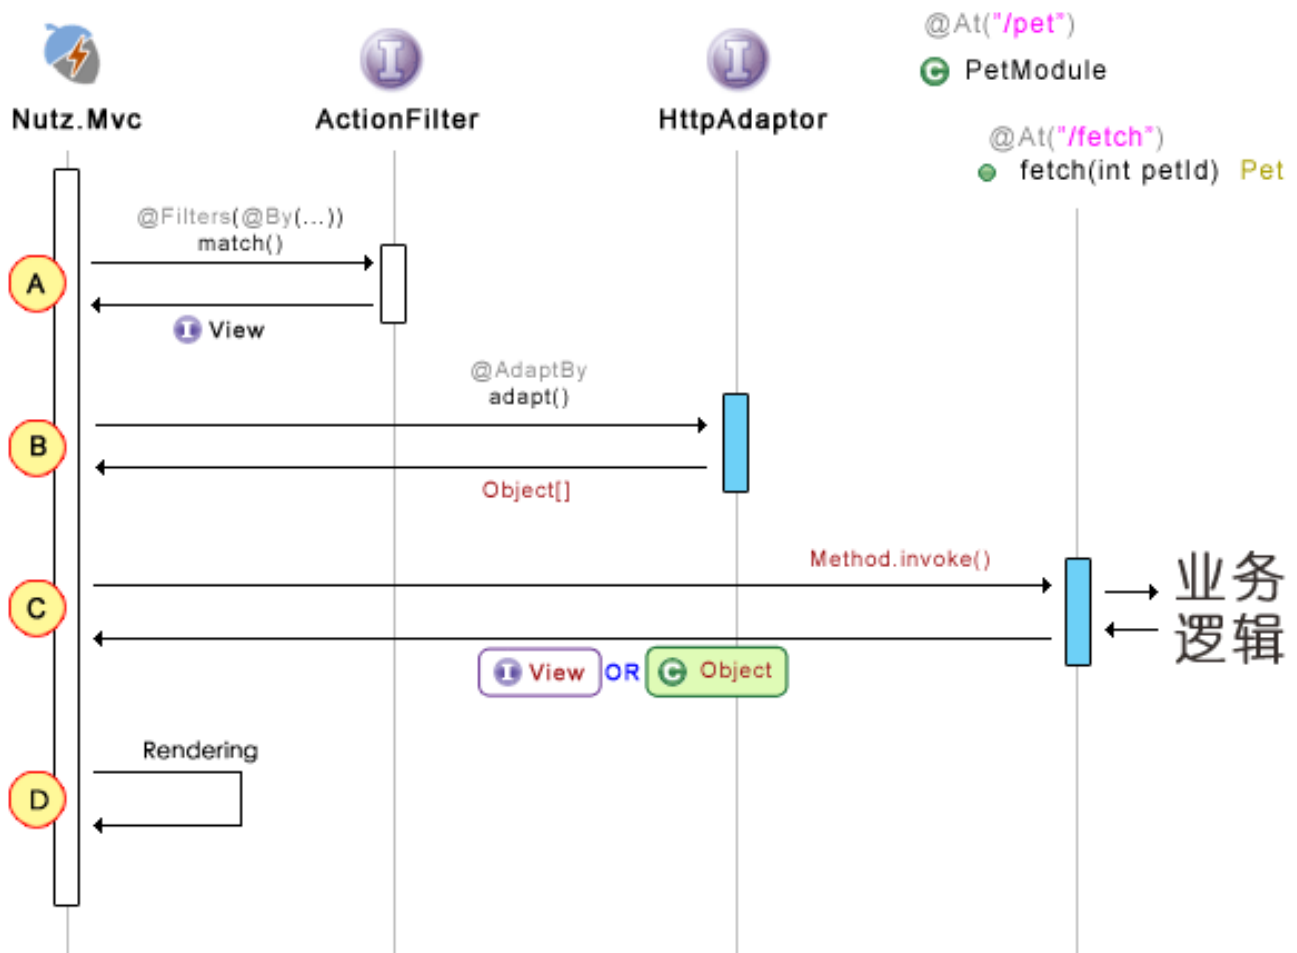 @At("/pet")
C PetModule
Nutz.Mvc
I
ActionFilter
I
HttpAdaptor
@At("/fetch")
fetch(int petId) Pet
@Filters(@By(...))
match()
A
I View
@AdaptBy
adapt()
B
Object[]
Method.invoke()
业务
逻辑
C
I View OR C Object
Rendering
D